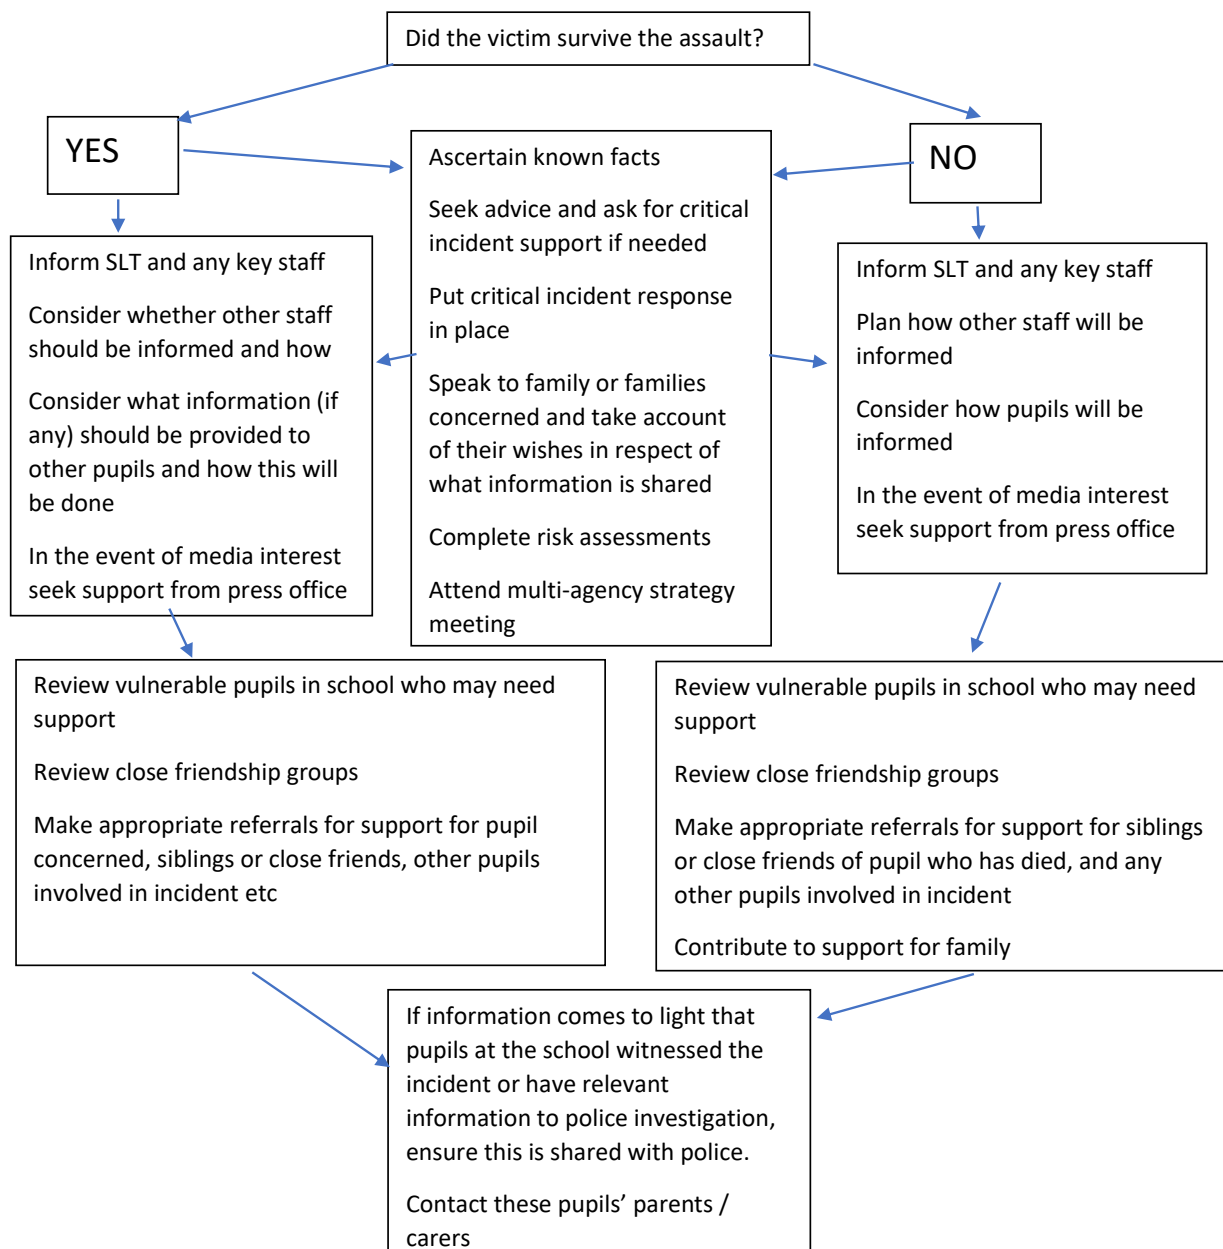 Did the victim survive the assault?
YES
NO
Ascertain known facts
Seek advice and ask for critical
incident support if needed
Put critical incident response
in place
Speak to family or families
concerned and take account
of their wishes in respect of
what information is shared
Complete risk assessments
Attend multi-agency strategy
meeting
Inform SLT and any key staff
Consider whether other staff
should be informed and how
Consider what information (if
any) should be provided to
other pupils and how this will
be done
In the event of media interest
seek support from press office
Inform SLT and any key staff
Plan how other staff will be
informed
Consider how pupils will be
informed
In the event of media interest
seek support from press office
Review vulnerable pupils in school who may need
support
Review close friendship groups
Make appropriate referrals for support for pupil
concerned, siblings or close friends, other pupils
involved in incident etc
Review vulnerable pupils in school who may need
support
Review close friendship groups
Make appropriate referrals for support for siblings
or close friends of pupil who has died, and any
other pupils involved in incident
Contribute to support for family
If information comes to light that
pupils at the school witnessed the
incident or have relevant
information to police investigation,
ensure this is shared with police.
Contact these pupils’ parents /
carers